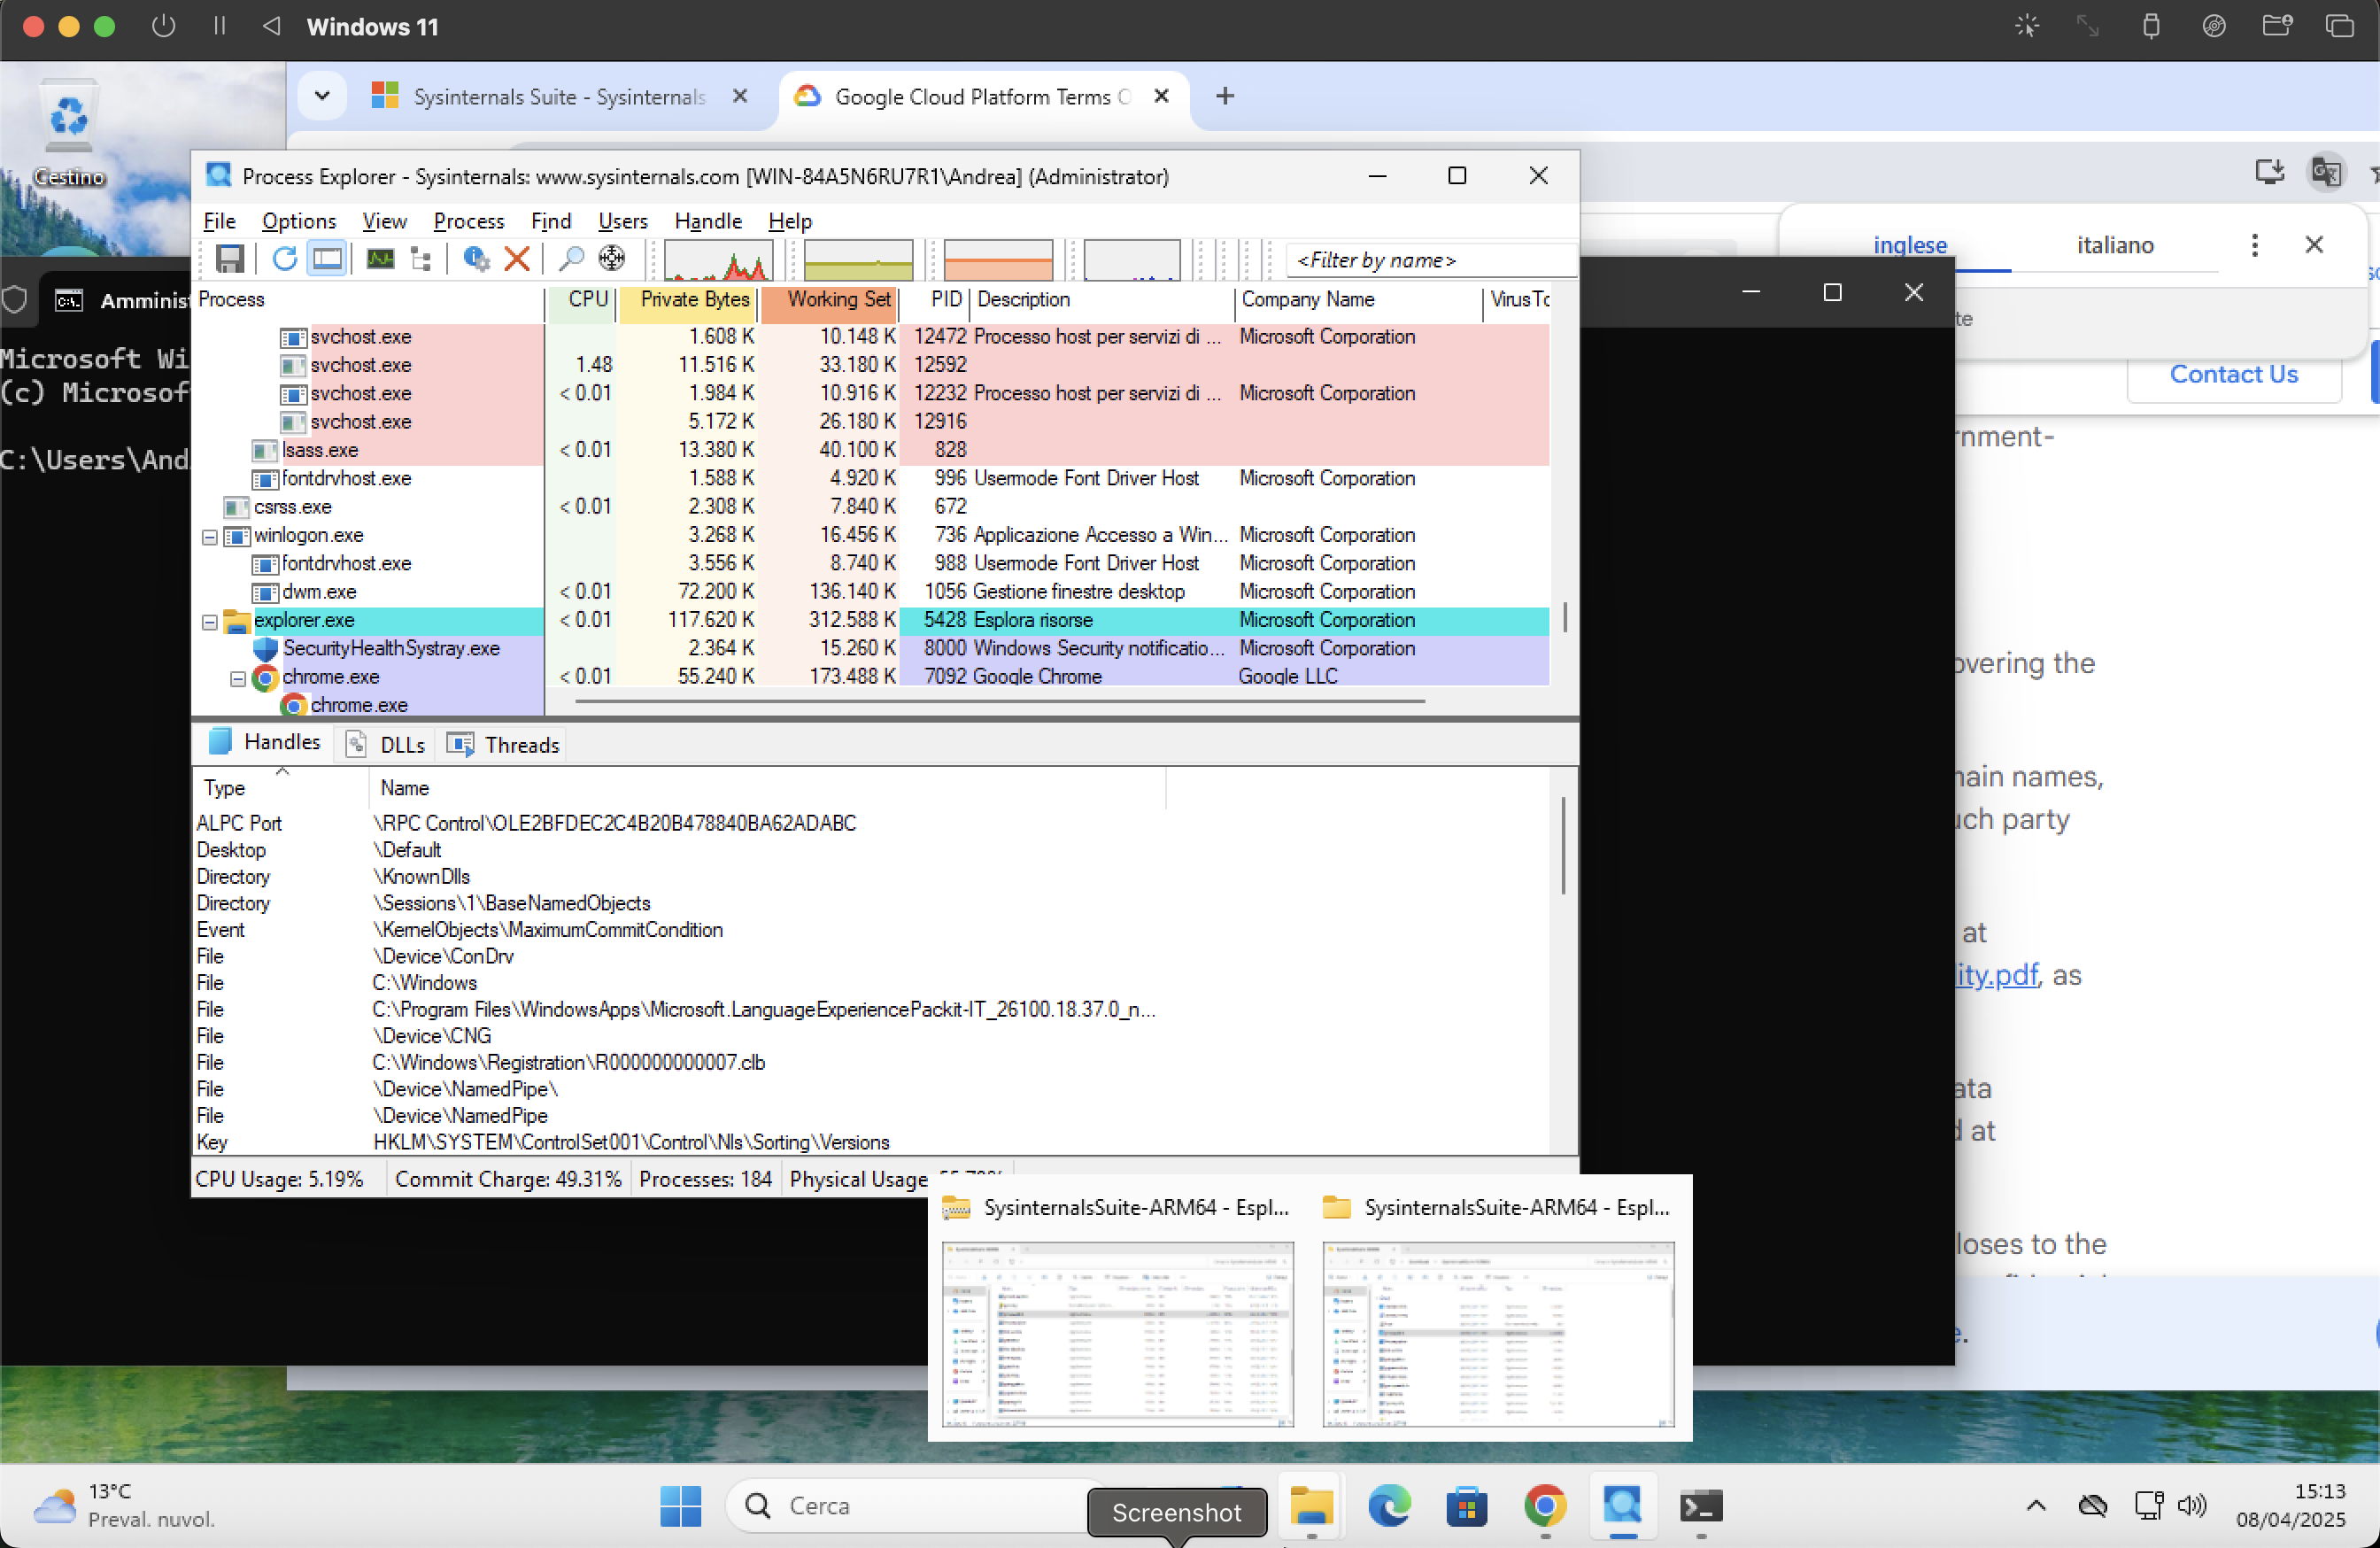 Windows 11
Gestino
Sysinternals Suite - Sysinternals
Google Cloud Platform Terms O
Process Explorer - Sysinternals: www.sysinternals.com [WIN-84A5N6RU7R1\Andrea] (Administrator)
File Options View Process Find Users Handle Help
<Filter by name>
inglese italiano
Process CPU Private Bytes Working Set PID Description Company Name VirusTo
svchost.exe 1.608 K 10.148 K 12472 Processo host per servizi di ... Microsoft Corporation
svchost.exe 1.48 11.516 K 33.180 K 12592
svchost.exe < 0.01 1.984 K 10.916 K 12232 Processo host per servizi di ... Microsoft Corporation
svchost.exe 5.172 K 26.180 K 12916
lsass.exe < 0.01 13.380 K 40.100 K 828
fontdrvhost.exe 1.588 K 4.920 K 996 Usermode Font Driver Host Microsoft Corporation
csrss.exe < 0.01 2.308 K 7.840 K 672
winlogon.exe 3.268 K 16.456 K 736 Applicazione Accesso a Win... Microsoft Corporation
fontdrvhost.exe 3.556 K 8.740 K 988 Usermode Font Driver Host Microsoft Corporation
dwm.exe < 0.01 72.200 K 136.140 K 1056 Gestione finestre desktop Microsoft Corporation
explorer.exe < 0.01 117.620 K 312.588 K 5428 Esplora risorse Microsoft Corporation
SecurityHealthSystray.exe 2.364 K 15.260 K 8000 Windows Security notificatio... Microsoft Corporation
chrome.exe < 0.01 55.240 K 173.488 K 7092 Google Chrome Google LLC
chrome.exe
Handles DLLs Threads
Type Name
ALPC Port \RPC Control\OLE2BFDEC2C4B20B478840BA62ADABC
Desktop \Default
Directory \KnownDlls
Directory \Sessions\1\BaseNamedObjects
Event \KernelObjects\MaximumCommitCondition
File \Device\ConDrv
File C:\Windows
File C:\Program Files\WindowsApps\Microsoft.LanguageExperiencePackit-IT_26100.18.37.0_n...
File \Device\CNG
File C:\Windows\Registration\R000000000007.clb
File \Device\NamedPipe\
File \Device\NamedPipe
Key HKLM\SYSTEM\ControlSet001\Control\Nls\Sorting\Versions
CPU Usage: 5.19% Commit Charge: 49.31% Processes: 184 Physical Usage
Amminist
Microsoft Wi
(c) Microsof
C:\Users\And
te
Contact Us
rnment-
overing the
nain names,
uch party
at
ity.pdf, as
ata
d at
loses to the
e.
SysinternalsSuite-ARM64 - Espl...
SysinternalsSuite-ARM64 - Espl...
13°C
Preval. nuvol.
Cerca
Screenshot
15:13
08/04/2025